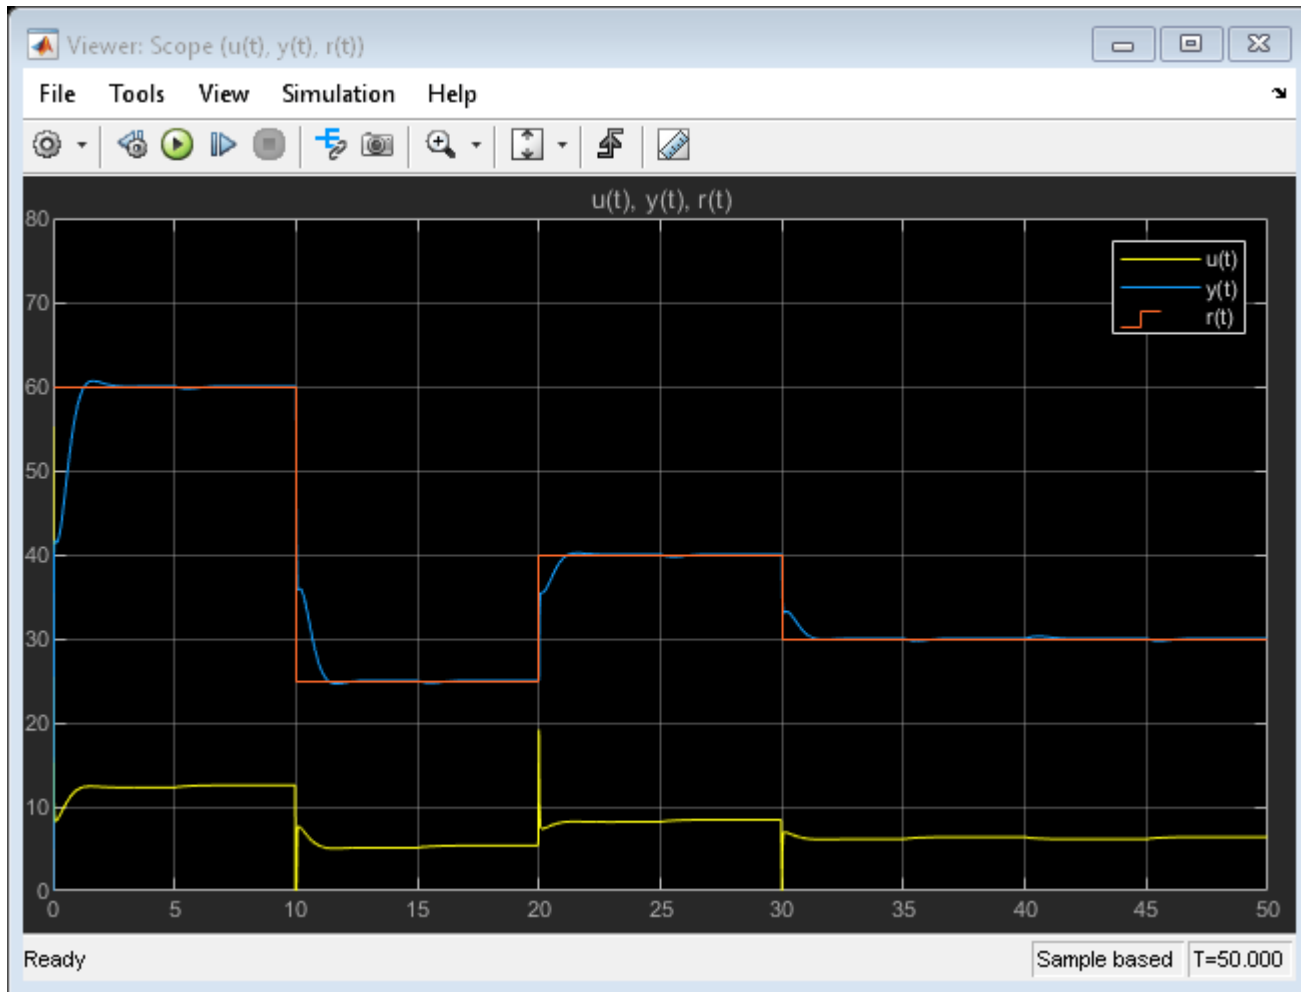 Viewer: Scope (u(t), y(t), r(t))
File Tools View Simulation Help
u(t), y(t), r(t)
80
70
60
50
40
30
20
10
0
u(t)
y(t)
r(t)
0 5 10 15 20 25 30 35 40 45 50
Ready Sample based T=50.000